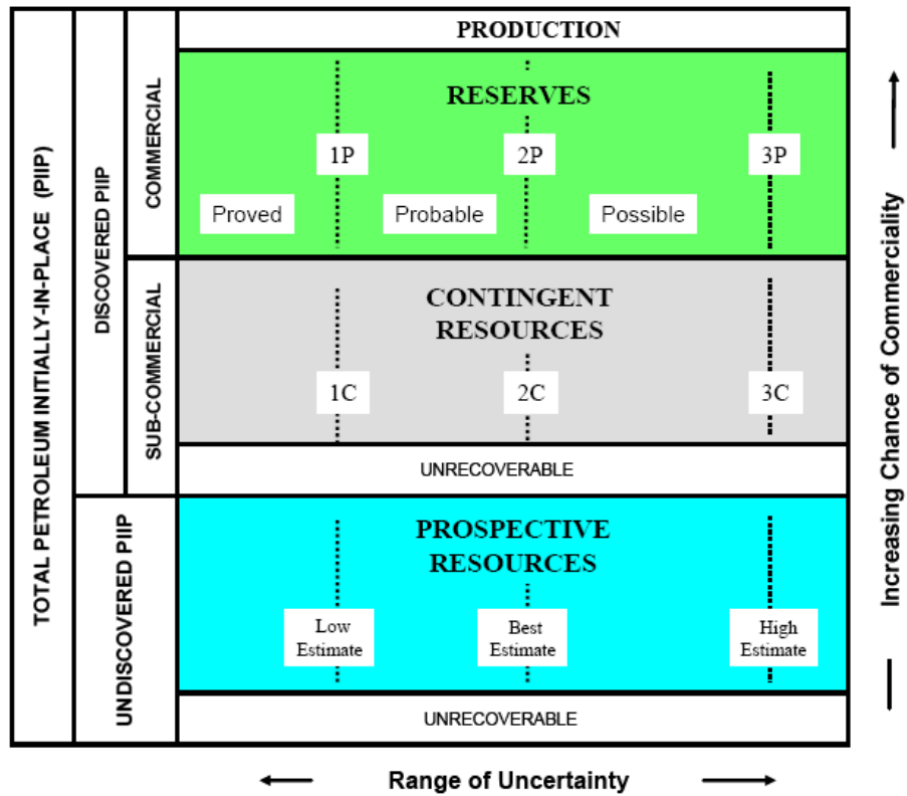 TOTAL PETROLEUM INITIALLY-IN-PLACE (PIIP)
DISCOVERED PIIP
UNDISCOVERED PIIP
COMMERCIAL
SUB-COMMERCIAL
PRODUCTION
RESERVES
1P
2P
3P
Proved
Probable
Possible
CONTINGENT
RESOURCES
1C
2C
3C
UNRECOVERABLE
PROSPECTIVE
RESOURCES
Low
Estimate
Best
Estimate
High
Estimate
UNRECOVERABLE
Increasing Chance of Commerciality
Range of Uncertainty